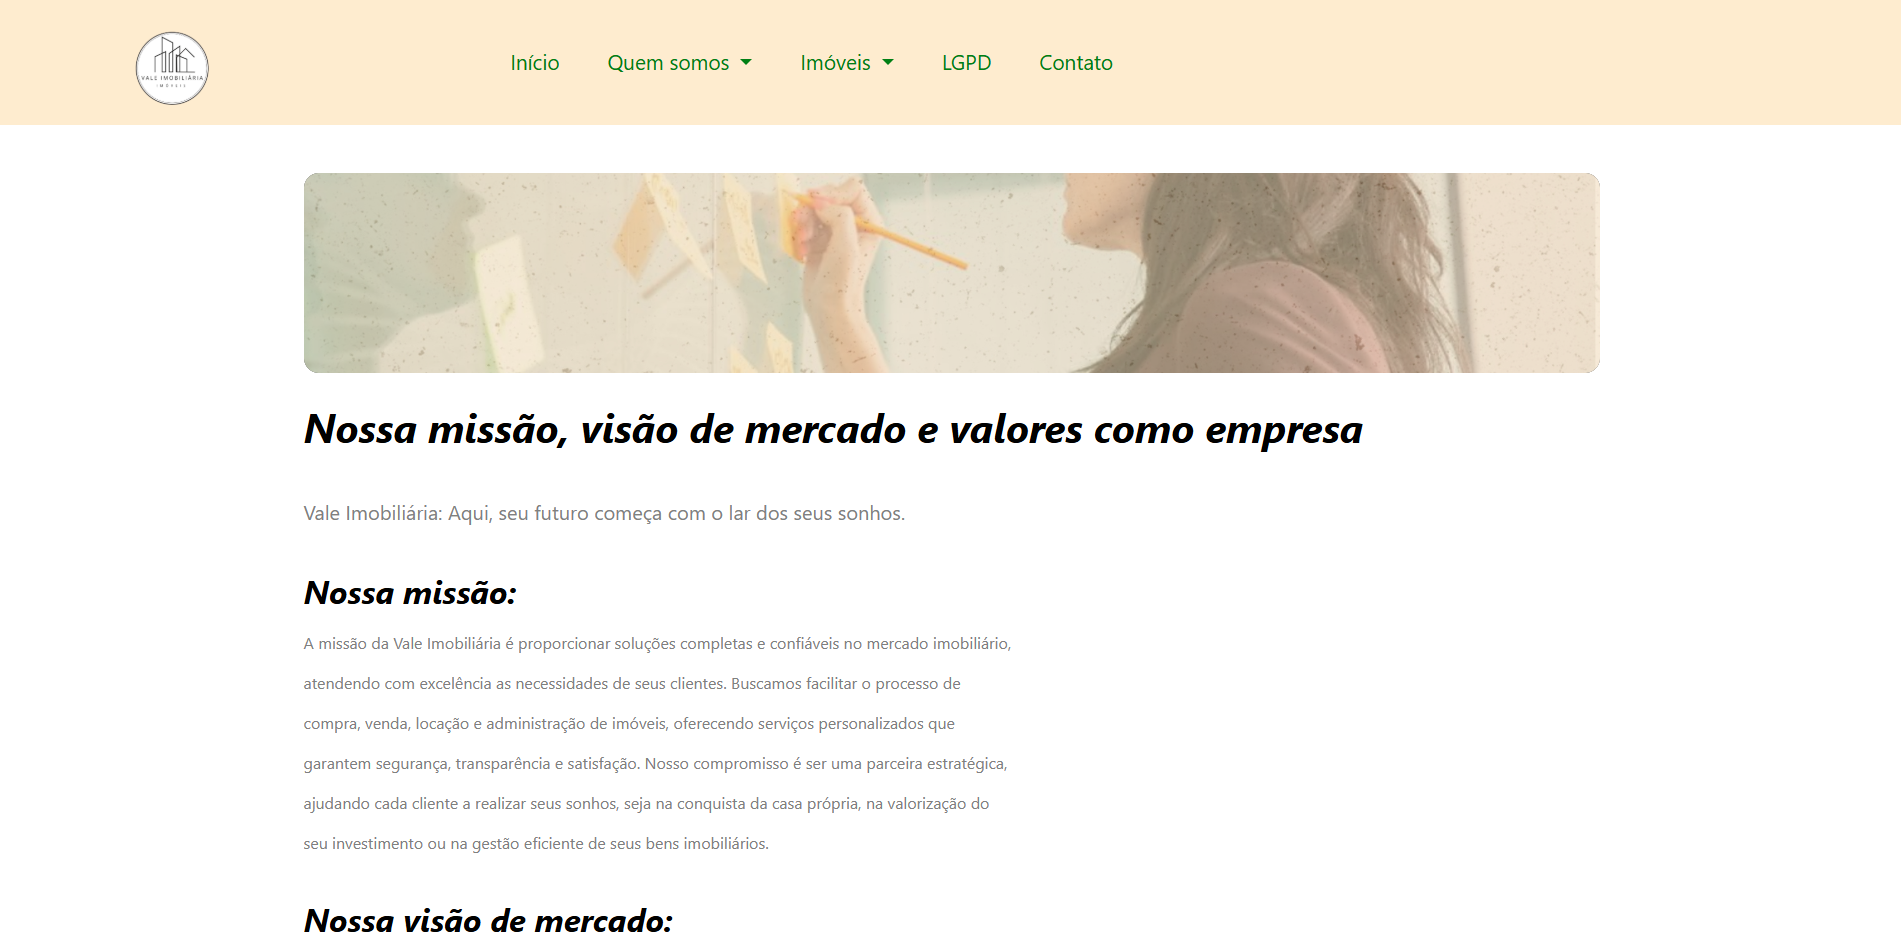 VALE IMOBILIÁRIA
IMÓVEIS
Início Quem somos Imóveis LGPD Contato
Nossa missão, visão de mercado e valores como empresa
Vale Imobiliária: Aqui, seu futuro começa com o lar dos seus sonhos.
Nossa missão:
A missão da Vale Imobiliária é proporcionar soluções completas e confiáveis no mercado imobiliário,
atendendo com excelência as necessidades de seus clientes. Buscamos facilitar o processo de
compra, venda, locação e administração de imóveis, oferecendo serviços personalizados que
garantem segurança, transparência e satisfação. Nosso compromisso é ser uma parceira estratégica,
ajudando cada cliente a realizar seus sonhos, seja na conquista da casa própria, na valorização do
seu investimento ou na gestão eficiente de seus bens imobiliários.
Nossa visão de mercado: